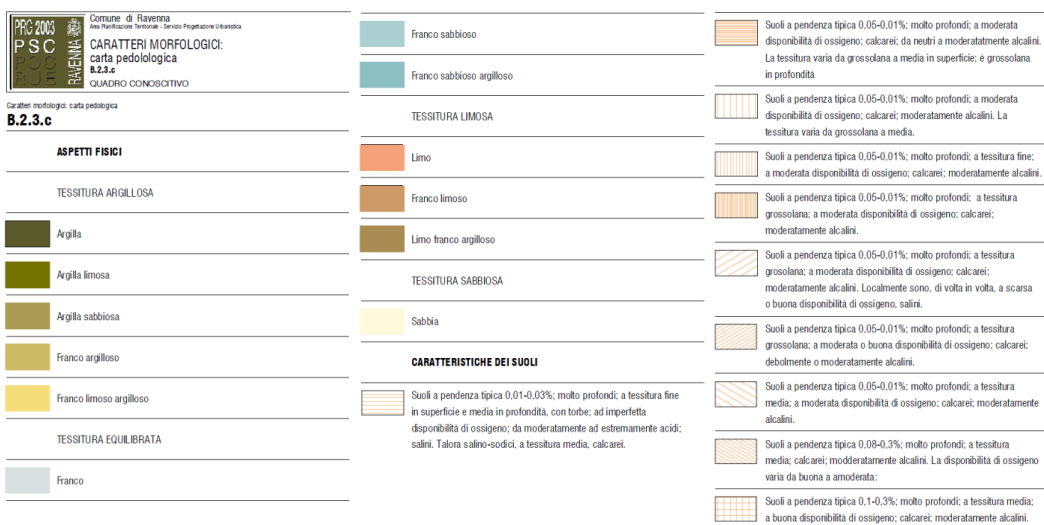 PRG 2003
PSC
POC
RUE
RAVENNA
Comune di Ravenna
Area Pianificazione Territoriale - Servizio Progettazione Urbanistica
CARATTERI MORFOLOGICI:
carta pedolologica
B.2.3.c
QUADRO CONOSCITIVO
Caratteri morfologici: carta pedologica
B.2.3.c
ASPETTI FISICI
TESSITURA ARGILLOSA
Argilla
Argilla limosa
Argilla sabbiosa
Franco argilloso
Franco limoso argilloso
TESSITURA EQUILIBRATA
Franco
Franco sabbioso
Franco sabbioso argilloso
TESSITURA LIMOSA
Limo
Franco limoso
Limo franco argilloso
TESSITURA SABBIOSA
Sabbia
CARATTERISTICHE DEI SUOLI
Suoli a pendenza tipica 0,01-0,03%; molto profondi; a tessitura fine
in superficie e media in profondità, con torbe; ad imperfetta
disponibilità di ossigeno; da moderatamente ad estremamente acidi;
salini. Talora salino-sodici, a tessitura media, calcarei.
Suoli a pendenza tipica 0,05-0,01%; molto profondi; a moderata
disponibilità di ossigeno; calcarei; da neutri a moderatatmente alcalini.
La tessitura varia da grossolana a media in superficie; é grossolana
in profondità
Suoli a pendenza tipica 0,05-0,01%; molto profondi; a moderata
disponibilità di ossigeno; calcarei; moderatamente alcalini. La
tessitura varia da grossolana a media.
Suoli a pendenza tipica 0,05-0,01%; molto profondi; a tessitura fine;
a moderata disponibilità di ossigeno; calcarei; moderatamente alcalini.
Suoli a pendenza tipica 0,05-0,01%; molto profondi; a tessitura
grossolana; a moderata disponibilità di ossigeno; calcarei;
moderatamente alcalini.
Suoli a pendenza tipica 0,05-0,01%; molto profondi; a tessitura
grosolana; a moderata disponibilità di ossigeno; calcarei;
moderatamente alcalini. Localmente sono, di volta in volta, a scarsa
o buona disponibilità di ossigeno, salini.
Suoli a pendenza tipica 0,05-0,01%; molto profondi; a tessitura
grossolana; a moderata o buona disponibilità di ossigeno; calcarei;
debolmente o moderatamente alcalini.
Suoli a pendenza tipica 0,05-0,01%; molto profondi; a tessitura
media; a moderata disponibilità di ossigeno; calcarei; moderatamente
alcalini.
Suoli a pendenza tipica 0,08-0,3%; molto profondi; a tessitura
media; calcarei; modderatamente alcalini. La disponibilità di ossigeno
varia da buona a amoderata:
Suoli a pendenza tipica 0,1-0,3%; molto profondi; a tessitura media;
a buona disponibilità di ossigeno; calcarei; moderatamente alcalini.